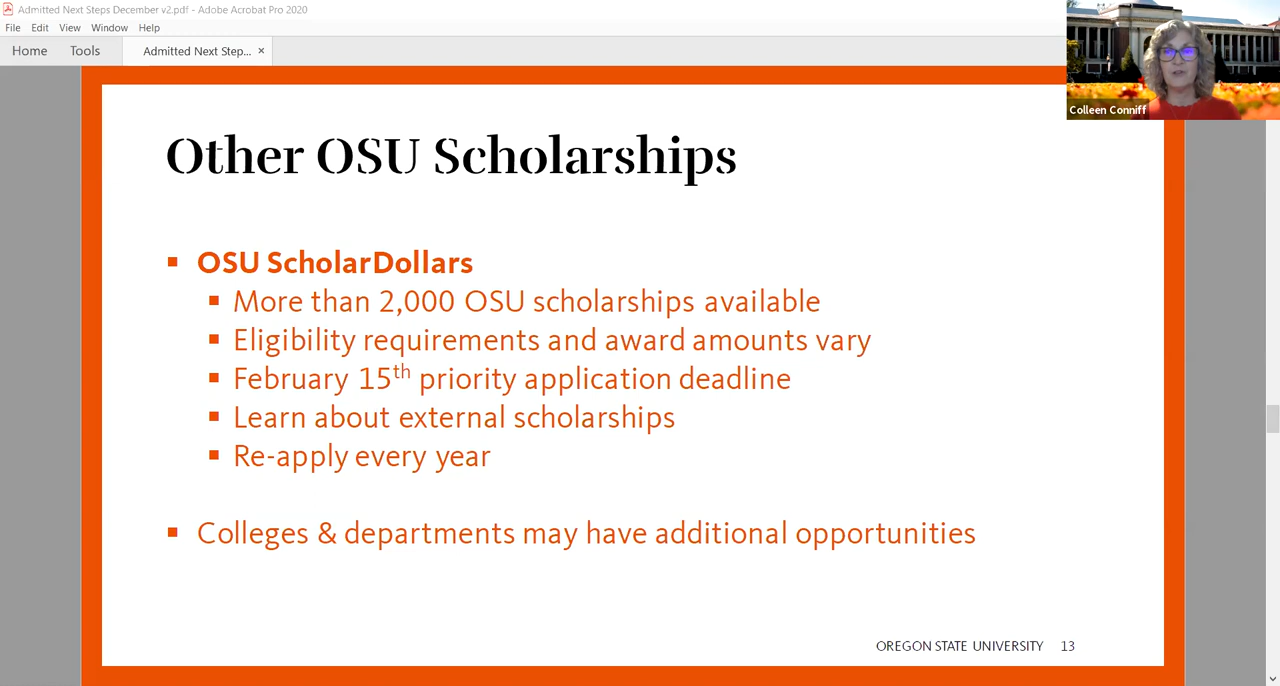 Admitted Next Steps December v2.pdf - Adobe Acrobat Pro 2020
File Edit View Window Help
Home Tools Admitted Next Step... ×
Colleen Conniff
Other OSU Scholarships
▪ OSU ScholarDollars
▪ More than 2,000 OSU scholarships available
▪ Eligibility requirements and award amounts vary
▪ February 15th priority application deadline
▪ Learn about external scholarships
▪ Re-apply every year
▪ Colleges & departments may have additional opportunities
OREGON STATE UNIVERSITY 13